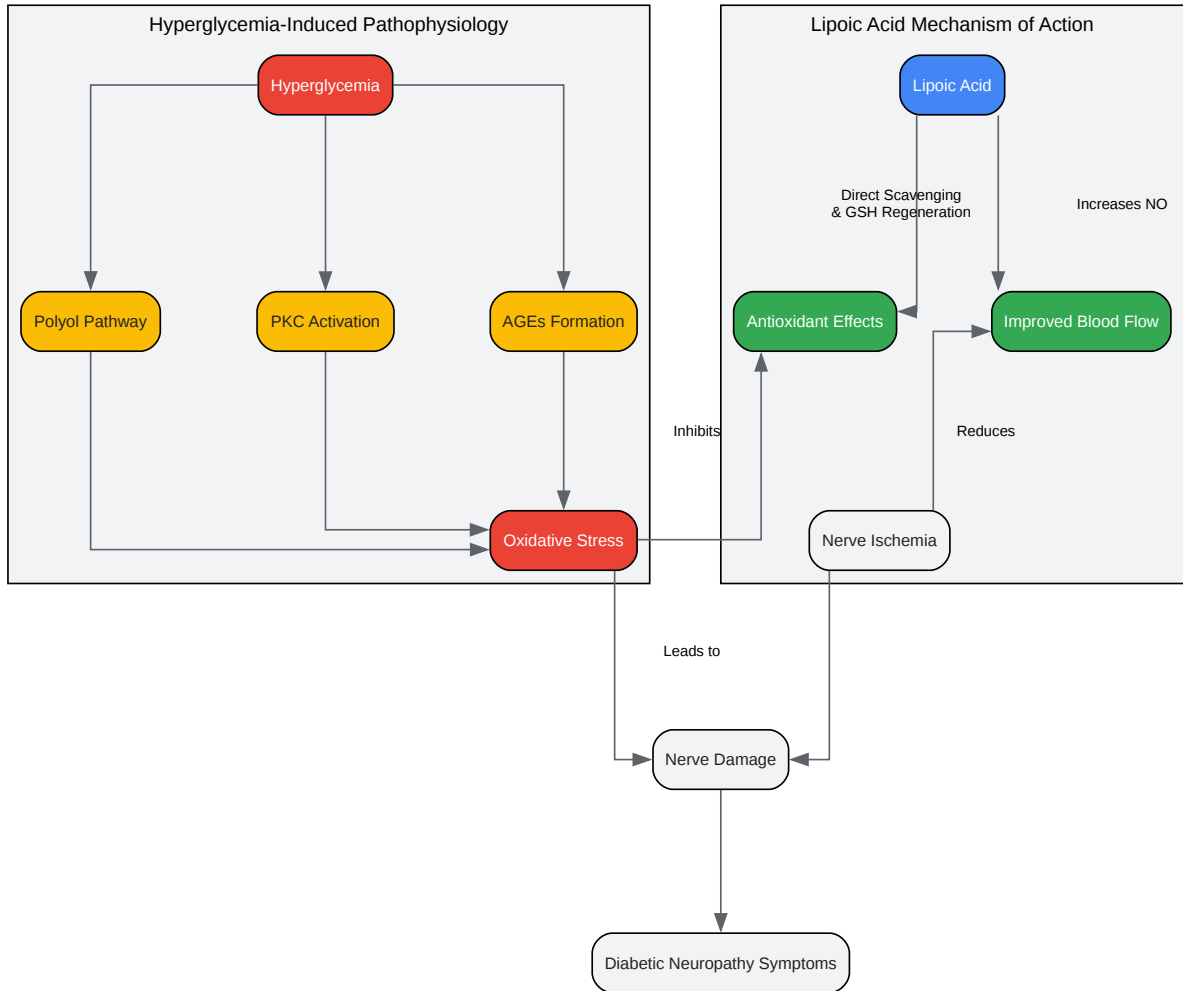 Hyperglycemia-Induced Pathophysiology
Lipoic Acid Mechanism of Action
Hyperglycemia
Lipoic Acid
Direct Scavenging
& GSH Regeneration
Increases NO
Polyol Pathway
PKC Activation
AGEs Formation
Antioxidant Effects
Improved Blood Flow
Inhibits
Reduces
Oxidative Stress
Nerve Ischemia
Leads to
Nerve Damage
Diabetic Neuropathy Symptoms